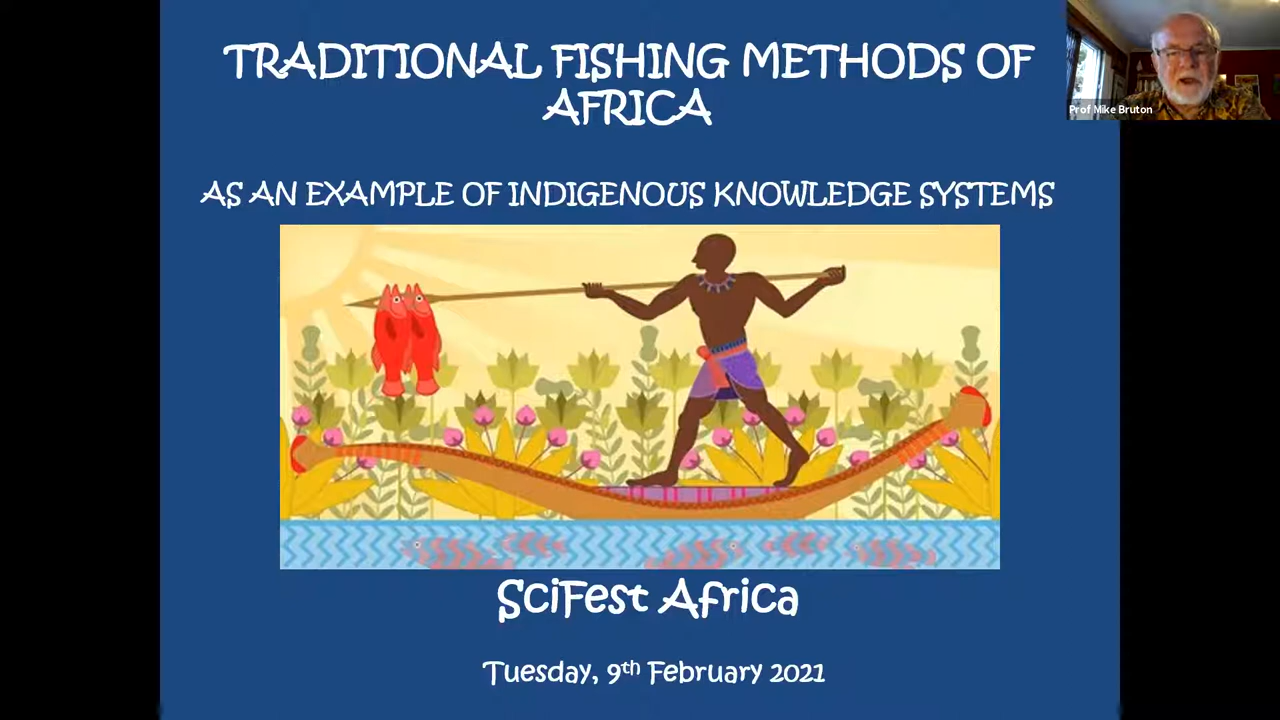 TRADITIONAL FISHING METHODS OF
AFRICA
AS AN EXAMPLE OF INDIGENOUS KNOWLEDGE SYSTEMS
SciFest Africa
Tuesday, 9th February 2021
Prof Mike Bruton